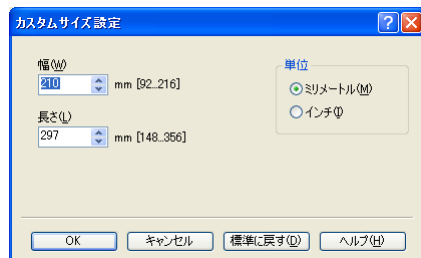 カスタムサイズ設定
幅(W)
210 mm [92...216]
長さ(L)
297 mm [148...356]
単位
ミリメートル(M)
インチ(I)
OK キャンセル 標準に戻す(D) ヘルプ(H)